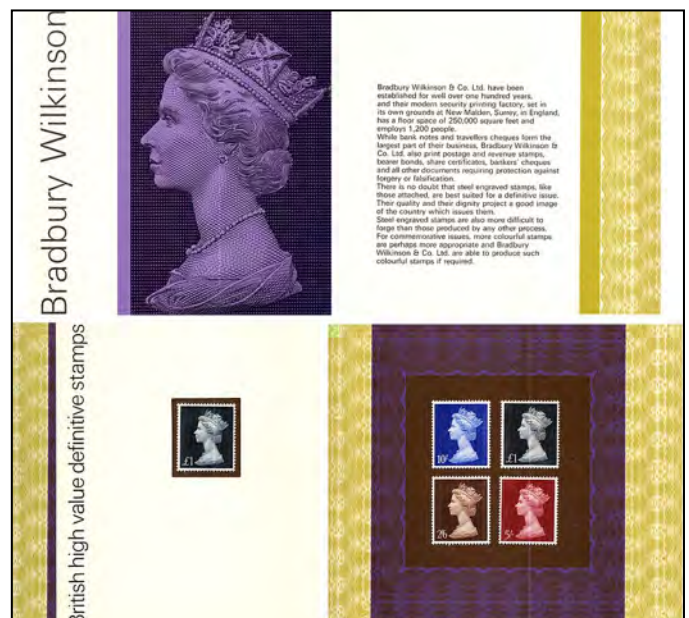 Bradbury Wilkinson
Bradbury Wilkinson & Co. Ltd. have been
established for well over one hundred years,
and their modern security printing factory, set in
its own grounds at New Malden, Surrey, in England,
has a floor space of 250,000 square feet and
employs 1,200 people.
While bank notes and travellers cheques form the
largest part of their business, Bradbury Wilkinson &
Co. Ltd. also print postage and revenue stamps,
bearer bonds, share certificates, bankers' cheques
and all other documents requiring protection against
forgery or falsification.
There is no doubt that steel engraved stamps, like
those attached, are best suited for a definitive issue.
Their quality and their dignity project a good image
of the country which issues them.
Steel engraved stamps are also more difficult to
forge than those produced by any other process.
For commemorative issues, more colourful stamps
are perhaps more appropriate and Bradbury
Wilkinson & Co. Ltd. are able to produce such
colourful stamps if required.
British high value definitive stamps
£1
10/-
£1
2/6
5/-